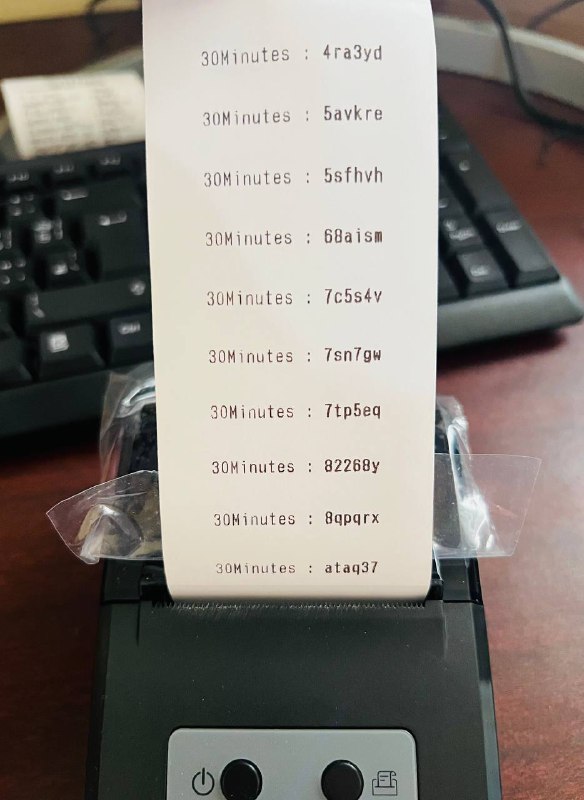 30Minutes : 4ra3yd
30Minutes : 5avkre
30Minutes : 5sfhvh
30Minutes : 68aism
30Minutes : 7c5s4v
30Minutes : 7sn7gw
30Minutes : 7tp5eq
30Minutes : 82268y
30Minutes : 8qpqrx
30Minutes : ataq37